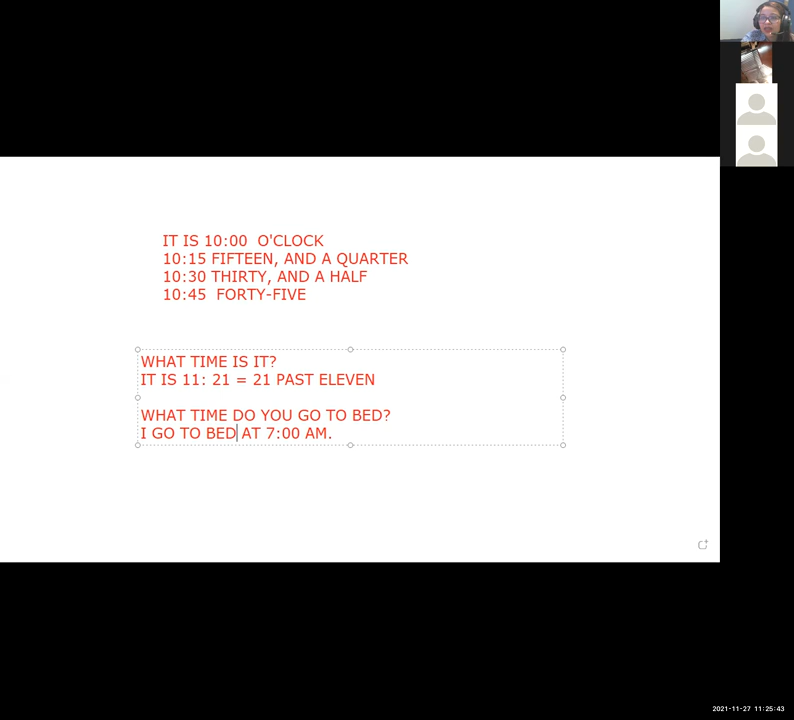 IT IS 10:00  O'CLOCK
10:15 FIFTEEN, AND A QUARTER
10:30 THIRTY, AND A HALF
10:45  FORTY-FIVE
WHAT TIME IS IT?
IT IS 11: 21 = 21 PAST ELEVEN
WHAT TIME DO YOU GO TO BED?
I GO TO BED AT 7:00 AM.
2021-11-27 11:25:43